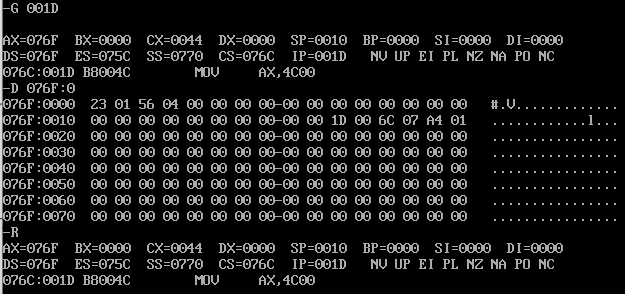 -G 001D
AX=076F  BX=0000  CX=0044  DX=0000  SP=0010  BP=0000  SI=0000  DI=0000
DS=076F  ES=075C  SS=0770  CS=076C  IP=001D   NV UP EI PL NZ NA PO NC
076C:001D B8004C        MOV     AX,4C00
-D 076F:0
076F:0000  23 01 56 04 00 00 00 00-00 00 00 00 00 00 00 00   #.V.............
076F:0010  00 00 00 00 00 00 00 00-00 00 1D 00 6C 07 A4 01   ............l...
076F:0020  00 00 00 00 00 00 00 00-00 00 00 00 00 00 00 00   ................
076F:0030  00 00 00 00 00 00 00 00-00 00 00 00 00 00 00 00   ................
076F:0040  00 00 00 00 00 00 00 00-00 00 00 00 00 00 00 00   ................
076F:0050  00 00 00 00 00 00 00 00-00 00 00 00 00 00 00 00   ................
076F:0060  00 00 00 00 00 00 00 00-00 00 00 00 00 00 00 00   ................
076F:0070  00 00 00 00 00 00 00 00-00 00 00 00 00 00 00 00   ................
-R
AX=076F  BX=0000  CX=0044  DX=0000  SP=0010  BP=0000  SI=0000  DI=0000
DS=076F  ES=075C  SS=0770  CS=076C  IP=001D   NV UP EI PL NZ NA PO NC
076C:001D B8004C        MOV     AX,4C00